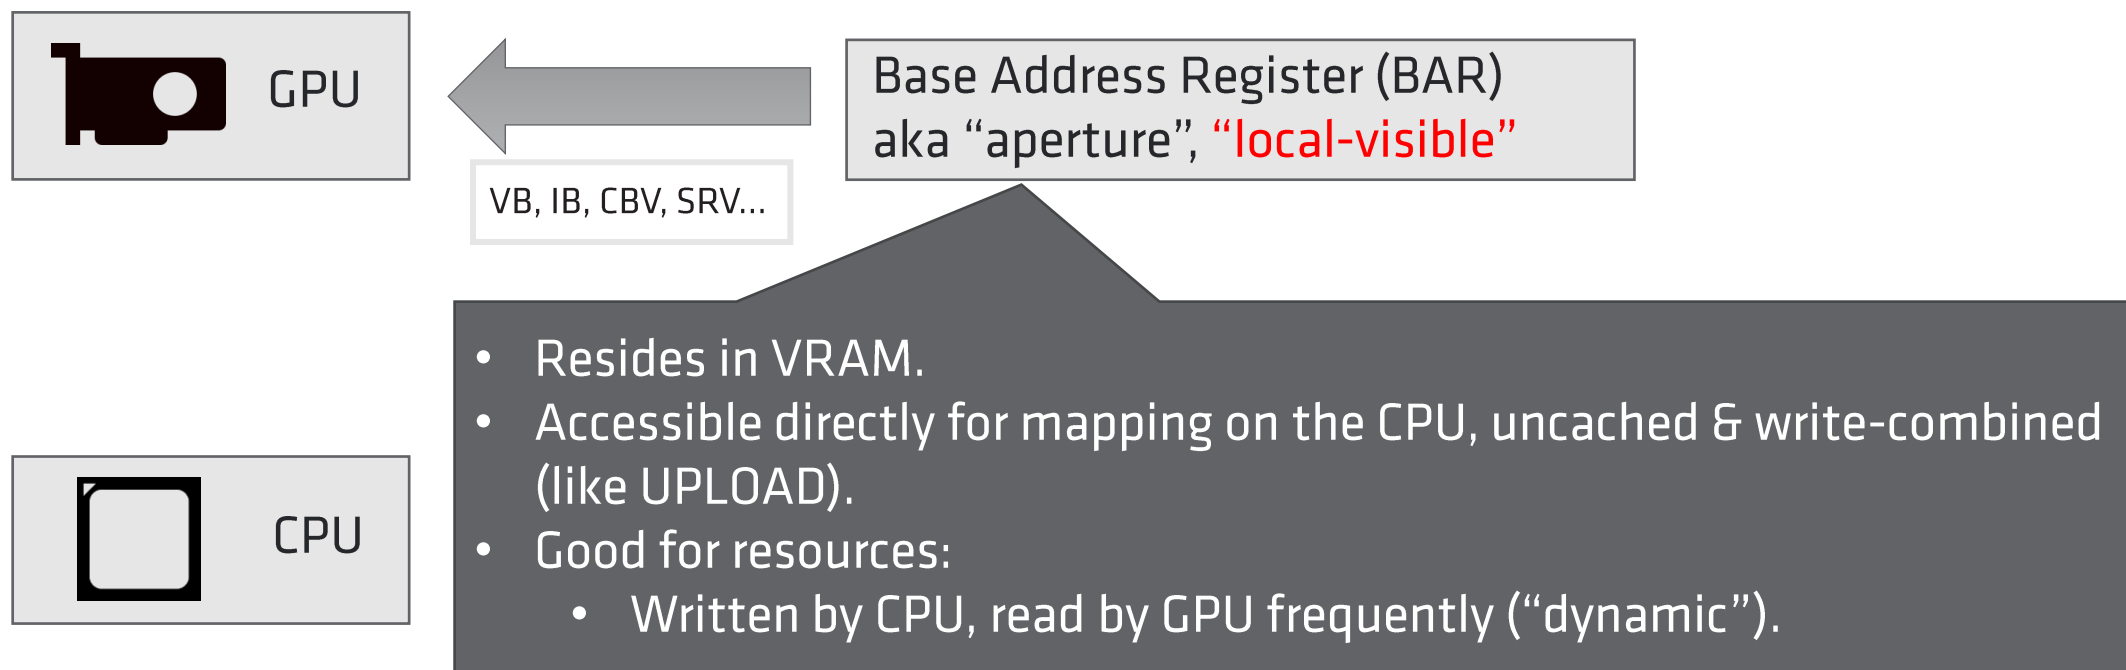 GPU
Base Address Register (BAR)
aka “aperture”, “local-visible”
VB, IB, CBV, SRV...
• Resides in VRAM.
• Accessible directly for mapping on the CPU, uncached & write-combined
(like UPLOAD).
• Good for resources:
• Written by CPU, read by GPU frequently (“dynamic”).
CPU